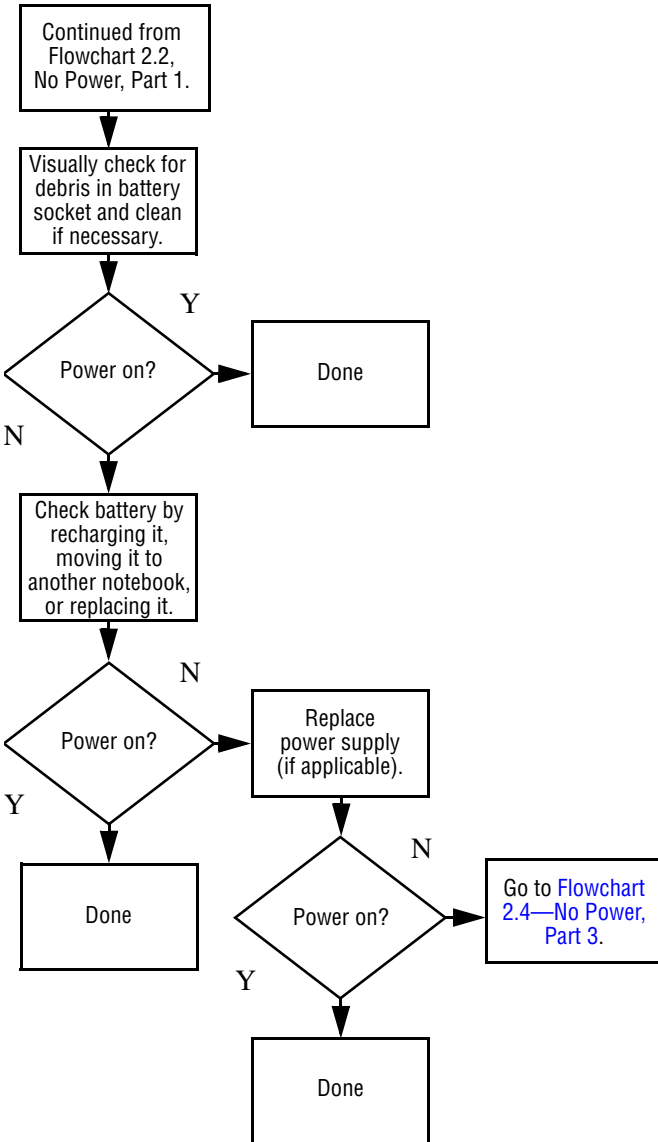 Continued from
Flowchart 2.2,
No Power, Part 1.
Visually check for
debris in battery
socket and clean
if necessary.
Y
Power on?
Done
N
Check battery by
recharging it,
moving it to
another notebook,
or replacing it.
N
Power on?
Replace
power supply
(if applicable).
Y
Done
N
Power on?
Go to Flowchart
2.4—No Power,
Part 3.
Y
Done